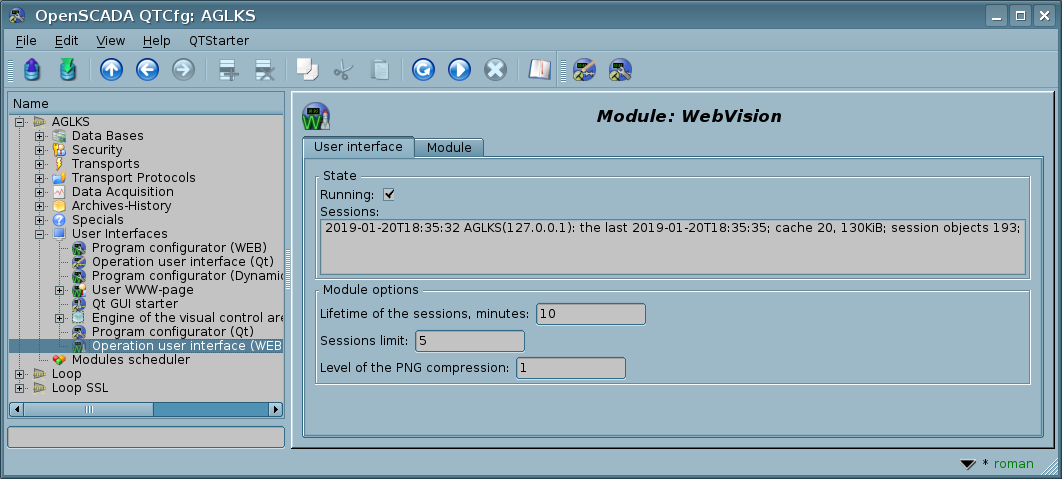 OpenSCADA QTCfg: AGLKS
File Edit View Help QTStarter
Name
AGLKS
Data Bases
Security
Transports
Transport Protocols
Data Acquisition
Archives-History
Specials
User Interfaces
Program configurator (WEB)
Operation user interface (Qt)
Program configurator (Dynamic
User WWW-page
Qt GUI starter
Engine of the visual control are
Program configurator (Qt)
Operation user interface (WEB
Modules scheduler
Loop
Loop SSL
Module: WebVision
User interface Module
State
Running:
Sessions:
2019-01-20T18:35:32 AGLKS(127.0.0.1): the last 2019-01-20T18:35:35; cache 20, 130KiB; session objects 193;
Module options
Lifetime of the sessions, minutes: 10
Sessions limit: 5
Level of the PNG compression: 1
* roman